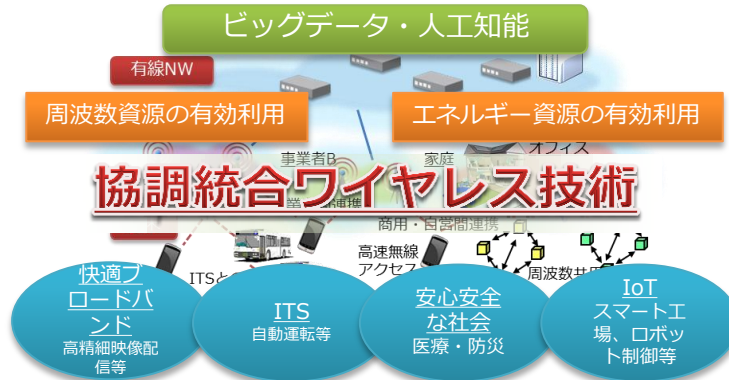 ビッグデータ・人工知能
有線NW
周波数資源の有効利用
エネルギー資源の有効利用
オフィス
事業者B
家庭
協調統合ワイヤレス技術
商用・自営間連携
高速無線
アクセス
ITSと
周波数共用
快適ブ
ロードバ
ンド
高精細映像配
信等
ITS
自動運転等
安心安全
な社会
医療・防災
IoT
スマートエ
場、ロボッ
ト制御等